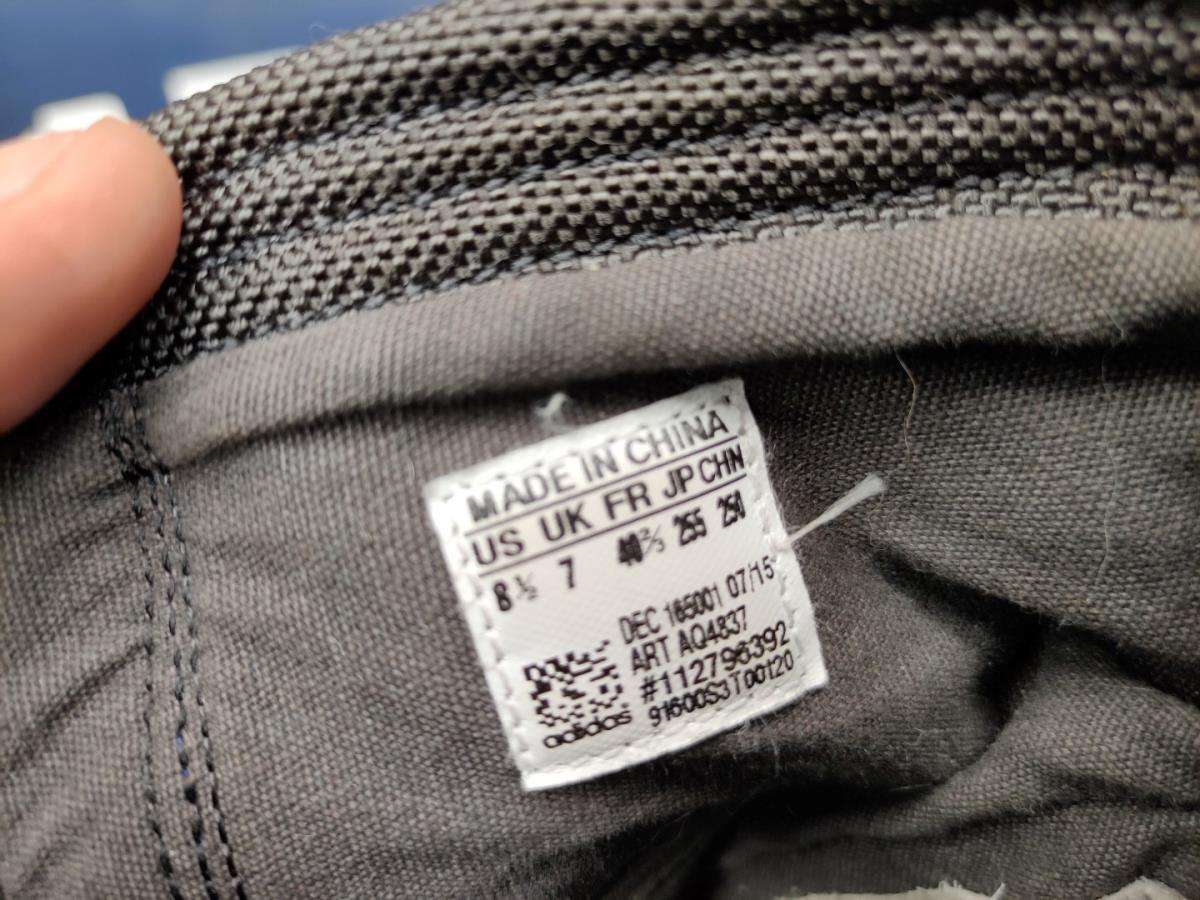 MADE IN CHINA
US UK FR JP CHN
8½ 7 40⅔ 255 250
DEC 165001 07/15
ART AQ4837
#112796392
91600S3T00120
adidas